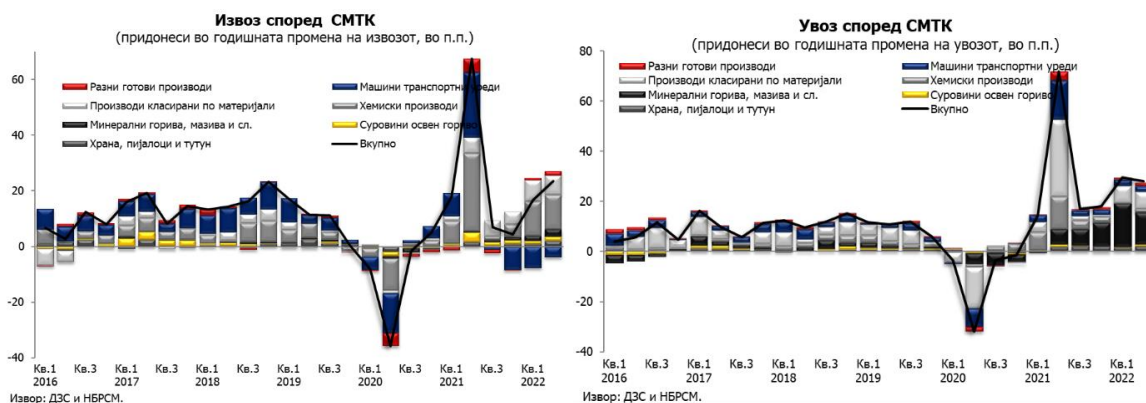 Извоз според СМТК
(придонеси во годишната промена на извозот, во п.п.)
60
40
20
0
-20
-40
Разни готови производи
Машини транспортни уреди
Производи класирани по материјали
Хемиски производи
Минерални горива, мазива и сл.
Суровини освен гориво
Храна, пијалоци и тутун
Вкупно
Кв.1 Кв.3 Кв.1 Кв.3 Кв.1 Кв.3 Кв.1 Кв.3 Кв.1 Кв.3 Кв.1 Кв.3 Кв.1
2016 2017 2018 2019 2020 2021 2022
Извор: ДЗС и НБРСМ.
Увоз според СМТК
(придонеси во годишната промена на увозот, во п.п.)
80
60
40
20
0
-20
-40
Разни готови производи
Машини транспортни уреди
Производи класирани по материјали
Хемиски производи
Минерални горива, мазива и сл.
Суровини освен гориво
Храна, пијалоци и тутун
Вкупно
Кв.1 Кв.3 Кв.1 Кв.3 Кв.1 Кв.3 Кв.1 Кв.3 Кв.1 Кв.3 Кв.1 Кв.3 Кв.1
2016 2017 2018 2019 2020 2021 2022
Извор: ДЗС и НБРСМ.